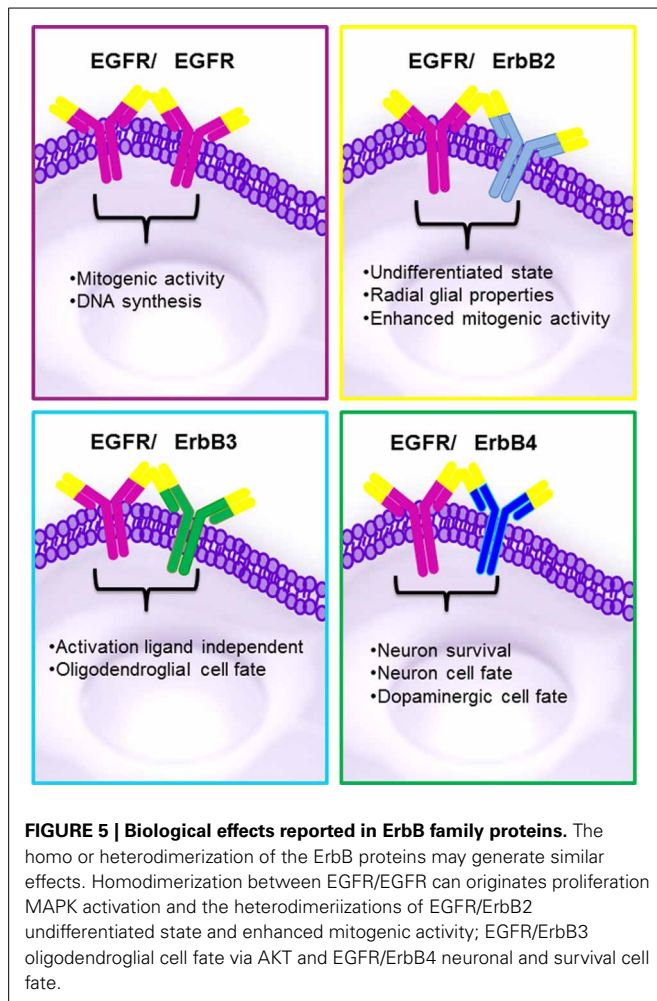 EGFR/ EGFR
•Mitogenic activity
•DNA synthesis
EGFR/ ErbB2
•Undifferentiated state
•Radial glial properties
•Enhanced mitogenic activity
EGFR/ ErbB3
•Activation ligand independent
•Oligodendroglial cell fate
EGFR/ ErbB4
•Neuron survival
•Neuron cell fate
•Dopaminergic cell fate
FIGURE 5 | Biological effects reported in ErbB family proteins. The
homo or heterodimerization of the ErbB proteins may generate similar
effects. Homodimerization between EGFR/EGFR can originates proliferation
MAPK activation and the heterodimeriizations of EGFR/ErbB2
undifferentiated state and enhanced mitogenic activity; EGFR/ErbB3
oligodendroglial cell fate via AKT and EGFR/ErbB4 neuronal and survival cell
fate.